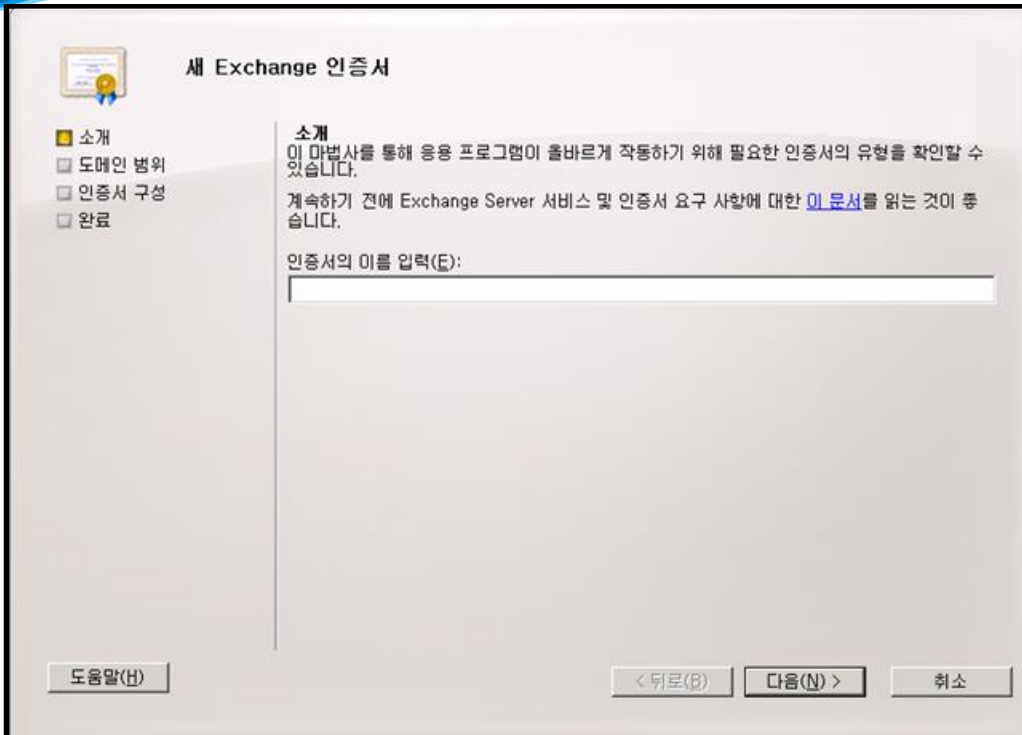 새 Exchange 인증서
소개
도메인 범위
인증서 구성
완료
소개
이 마법사를 통해 응용 프로그램이 올바르게 작동하기 위해 필요한 인증서의 유형을 확인할 수
있습니다.
계속하기 전에 Exchange Server 서비스 및 인증서 요구 사항에 대한 이 문서를 읽는 것이 좋
습니다.
인증서의 이름 입력(E):
도움말(H)
< 뒤로(B)
다음(N) >
취소